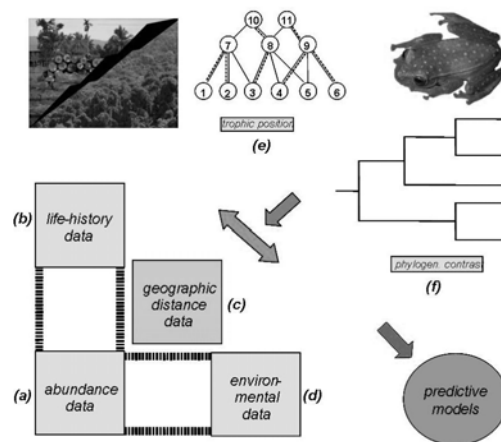 10 11
7 8 9
1 2 3 4 5 6
trophic position
(e)
(b)
life-history
data
phylogen. contras
(f)
geographic
distance
data
(c)
(a)
abundance
data
environ-
mental
data
(d)
predictive
models